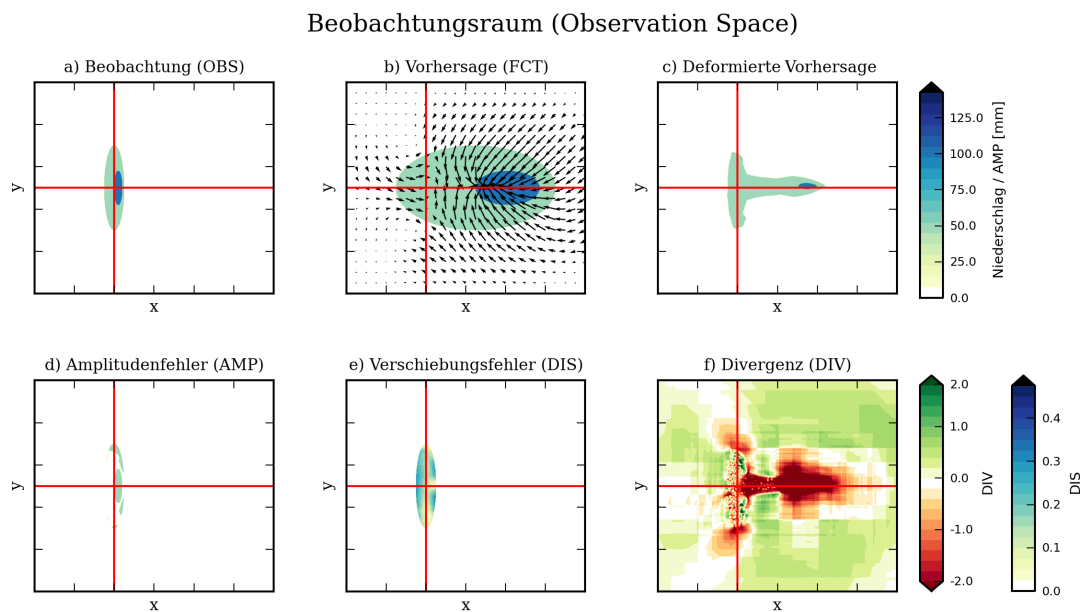 Beobachtungsraum (Observation Space)
a) Beobachtung (OBS)
b) Vorhersage (FCT)
c) Deformierte Vorhersage
y
x
y
x
y
x
125.0
100.0
75.0
50.0
25.0
0.0
Niederschlag / AMP [mm]
d) Amplitudenfehler (AMP)
e) Verschiebungsfehler (DIS)
f) Divergenz (DIV)
y
x
y
x
y
x
2.0
1.0
0.0
-1.0
-2.0
DIV
0.4
0.3
0.2
0.1
0.0
DIS